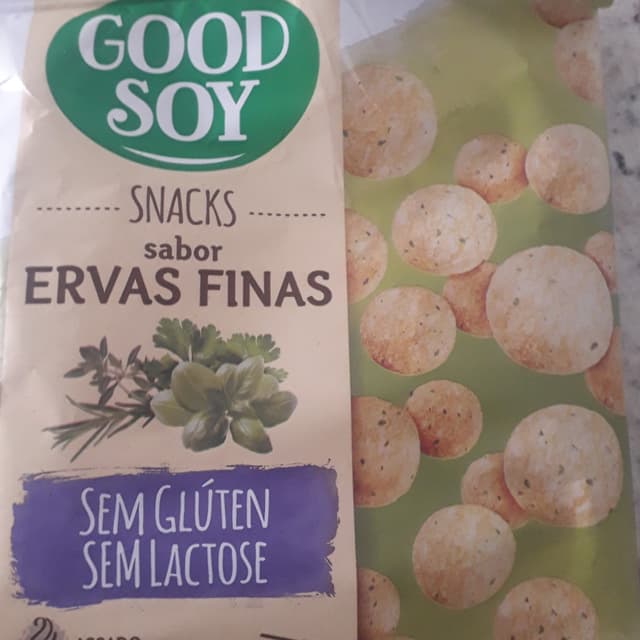 GOOD
SOY
SNACKS
sabor
ERVAS FINAS
SEM GLÚTEN
SEM LACTOSE